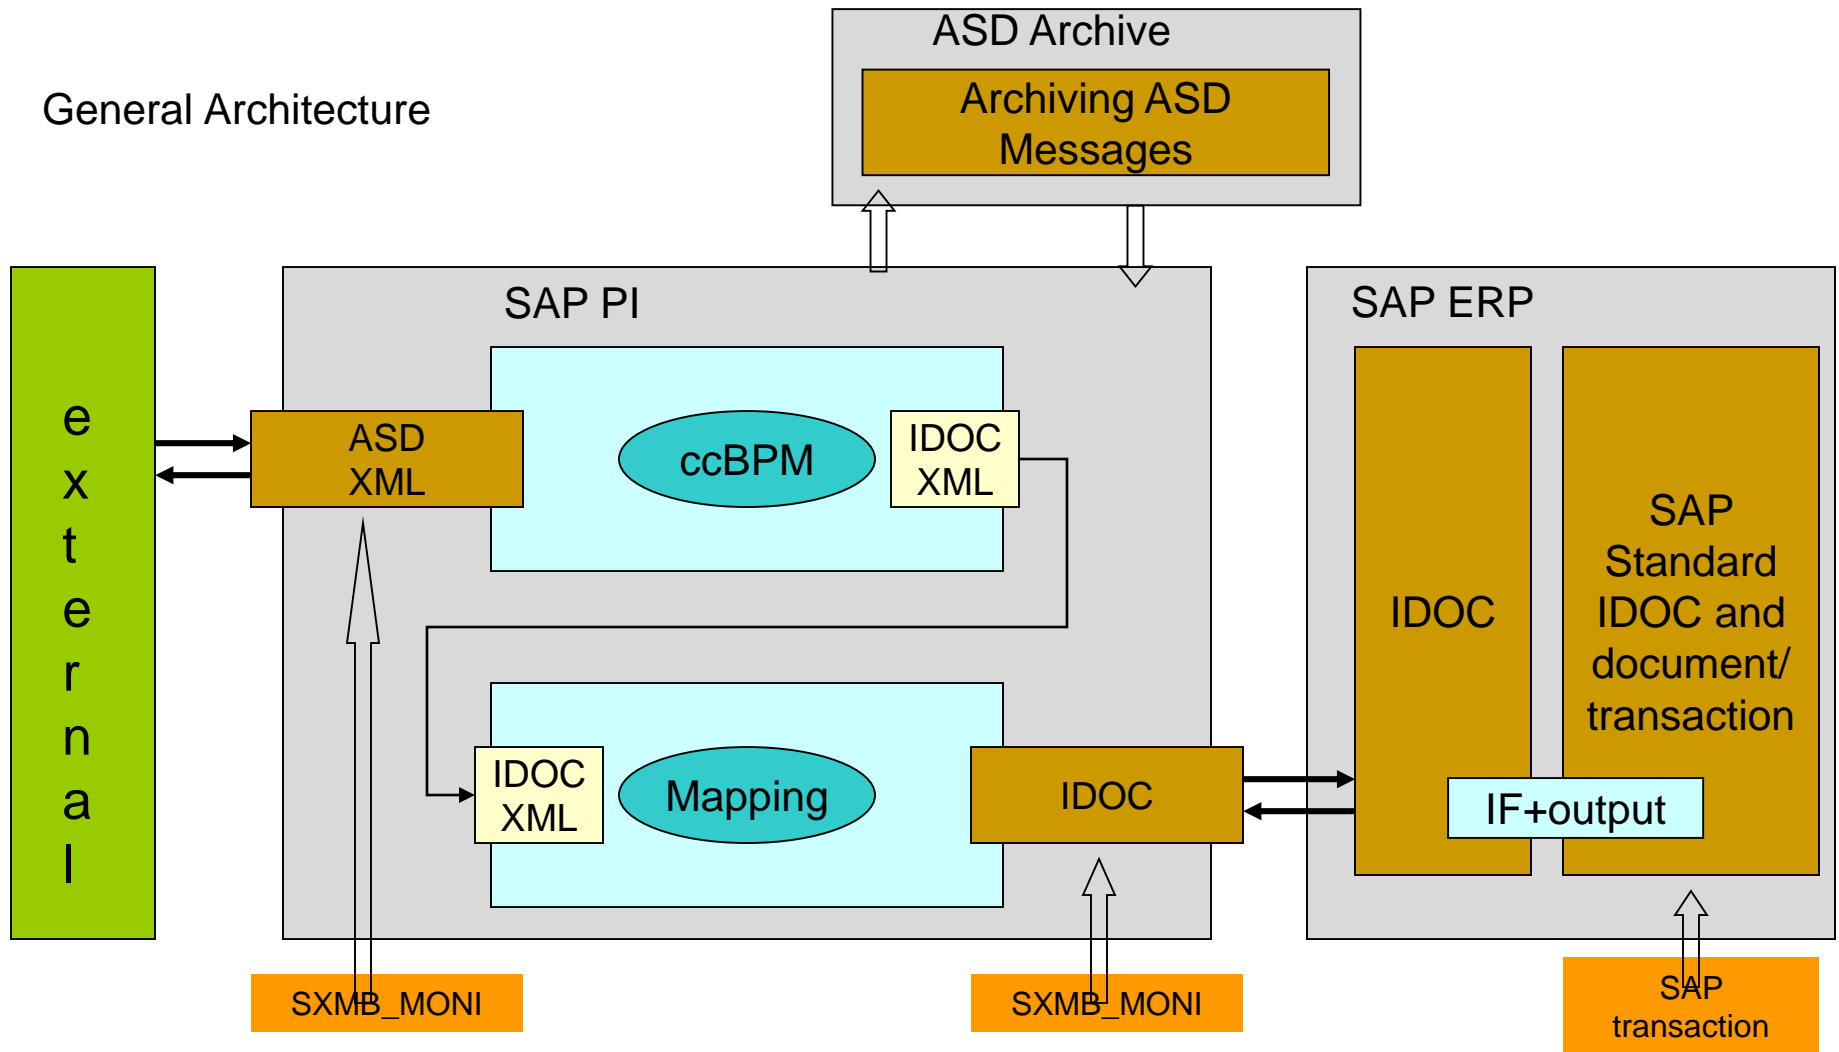 General Architecture
ASD Archive
Archiving ASD
Messages
external
SAP PI
ASD
XML
ccBPM
IDOC
XML
IDOC
XML
Mapping
IDOC
SAP ERP
IDOC
SAP
Standard
IDOC and
document/
transaction
IF+output
SXMB_MONI
SXMB_MONI
SAP
transaction